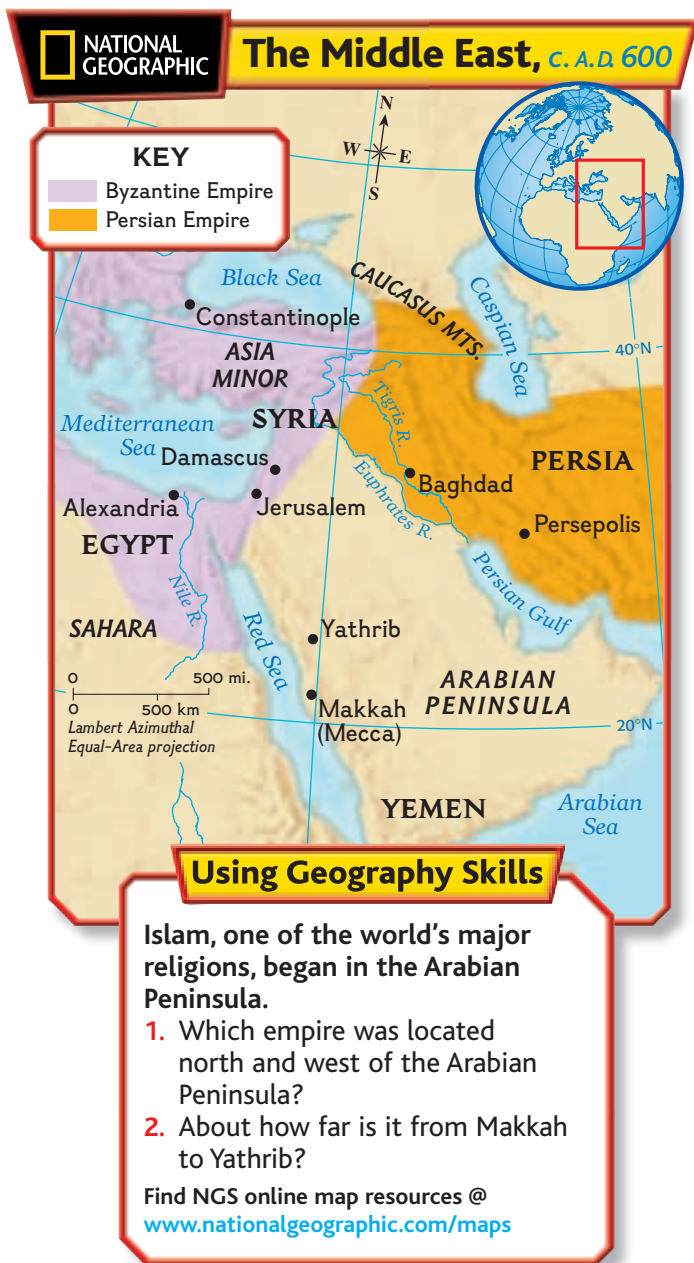 NATIONAL
GEOGRAPHIC
The Middle East, C. A.D. 600
KEY
Byzantine Empire
Persian Empire
N
W E
S
Black Sea
CAUCASUS MTS.
Caspian Sea
Constantinople
40°N
ASIA
MINOR
Tigris R.
Mediterranean
Sea
SYRIA
PERSIA
Damascus
Baghdad
Euphrates R.
Alexandria
Jerusalem
Persepolis
EGYPT
Nile R.
Persian Gulf
SAHARA
Red Sea
Yathrib
0 500 mi.
0 500 km
Lambert Azimuthal
Equal-Area projection
ARABIAN
PENINSULA
Makkah
(Mecca)
20°N
YEMEN
Arabian
Sea
Using Geography Skills
Islam, one of the world's major
religions, began in the Arabian
Peninsula.
1. Which empire was located
north and west of the Arabian
Peninsula?
2. About how far is it from Makkah
to Yathrib?
Find NGS online map resources @
www.nationalgeographic.com/maps